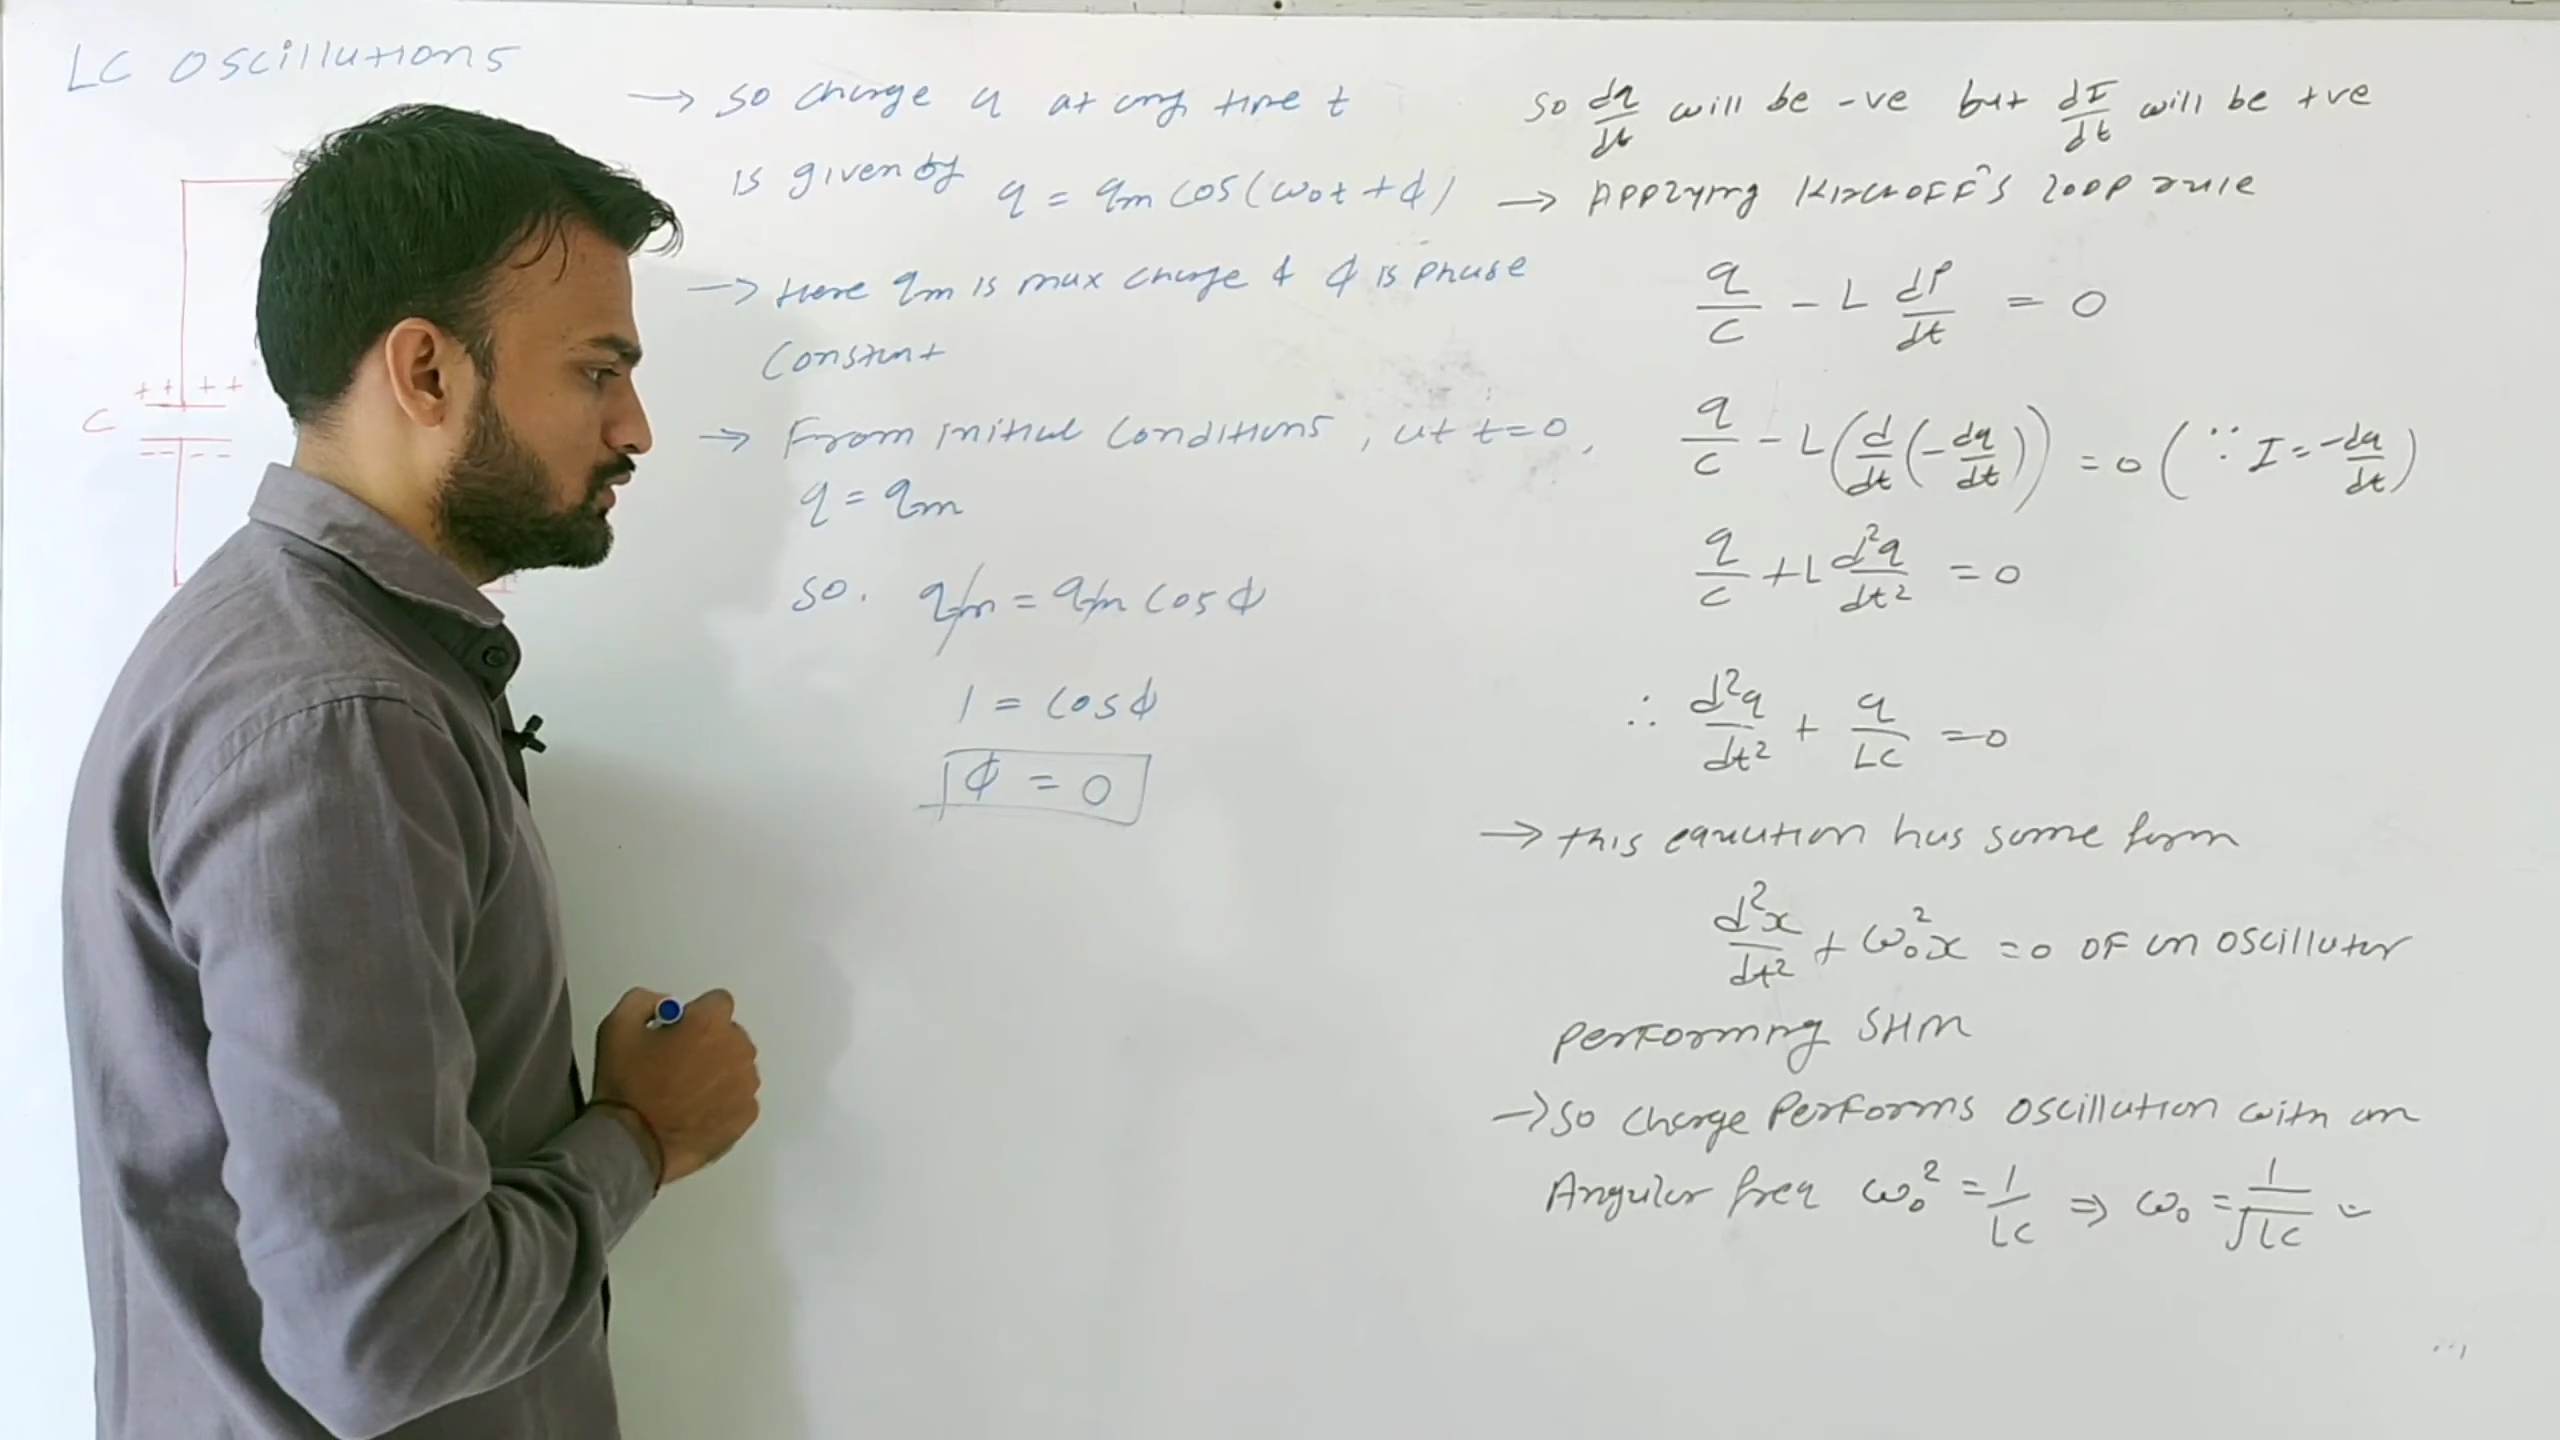 LC Oscillations
→ so charge q at any time t
is given by q = qm cos(ω₀t + ϕ)
→ Here qm is max charge & ϕ is phase
constant
→ From initial conditions, at t=0,
q = qm
so. qm = qm cos ϕ
1 = cos ϕ
ϕ = 0
C
+ + + +
-- - -
so dq/dt will be -ve but dI/dt will be +ve
→ Applying Kirchoff's loop rule
q/C - L dI/dt = 0
q/C - L(d/dt(-dq/dt)) = 0 (∵ I = -dq/dt)
q/C + L d²q/dt² = 0
∴ d²q/dt² + q/LC = 0
→ this equation has same form
d²x/dt² + ω₀²x = 0 of an oscillator
performing SHM
→ so charge performs oscillation with an
Angular freq ω₀² = 1/LC ⇒ ω₀ = 1/√LC =